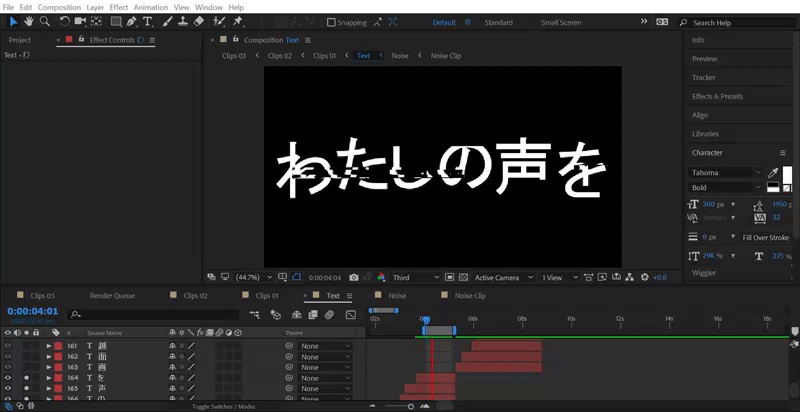 File Edit Composition Layer Effect Animation View Window Help
Snapping Default Standard Small Screen Search Help
Project Effect Controls Composition Text Info
Text • Clips 03 Clips 02 Clips 01 Text Noise Noise Clip Preview
Tracker
Effects & Presets
Align
Libraries
Character
Tahoma
Bold
わたしの声を
300 px 1950
32
0 px Fill Over Stroke
298 % 275 %
Wiggler
(44.7%) 0:00:04:04 Third Active Camera 1 View +0.0
Clips 03 Render Queue Clips 02 Clips 01 Text Noise Noise Clip
0:00:04:01
02s 06s 08s 10s 12s 14s 16s 18s
# Source Name Parent
161 T 越 None
162 T 面 None
163 T 画 None
164 T を None
165 T 声 None
166 T の None
Toggle Switches / Modes